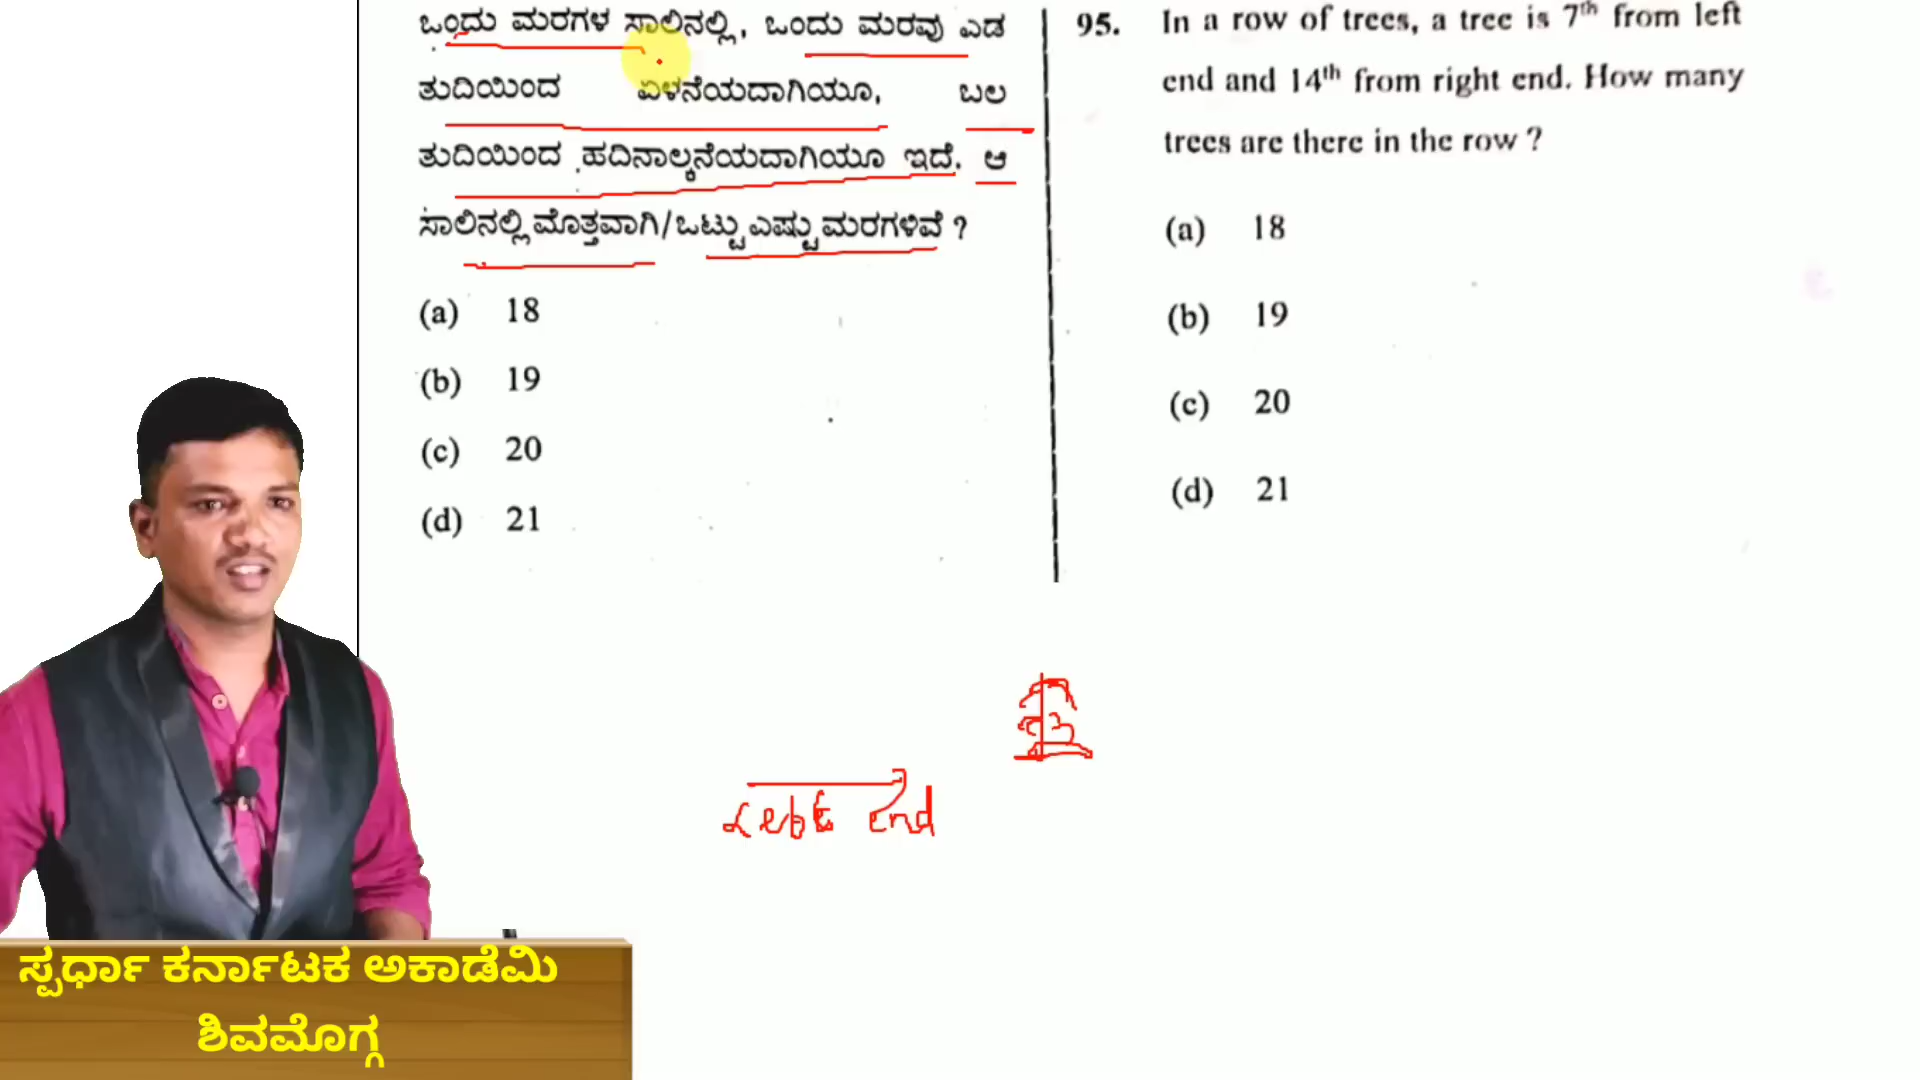 ಒಂದು ಮರಗಳ ಸಾಲಿನಲ್ಲಿ, ಒಂದು ಮರವು ಎಡ
ತುದಿಯಿಂದ ಏಳನೆಯದಾಗಿಯೂ, ಬಲ
ತುದಿಯಿಂದ ಹದಿನಾಲ್ಕನೆಯದಾಗಿಯೂ ಇದೆ. ಆ
ಸಾಲಿನಲ್ಲಿ ಮೊತ್ತವಾಗಿ/ಒಟ್ಟು ಎಷ್ಟು ಮರಗಳಿವೆ ?
(a) 18
(b) 19
(c) 20
(d) 21
95. In a row of trees, a tree is 7th from left
end and 14th from right end. How many
trees are there in the row ?
(a) 18
(b) 19
(c) 20
(d) 21
Left End
ಸ್ಪರ್ಧಾ ಕರ್ನಾಟಕ ಅಕಾಡೆಮಿ
ಶಿವಮೊಗ್ಗ